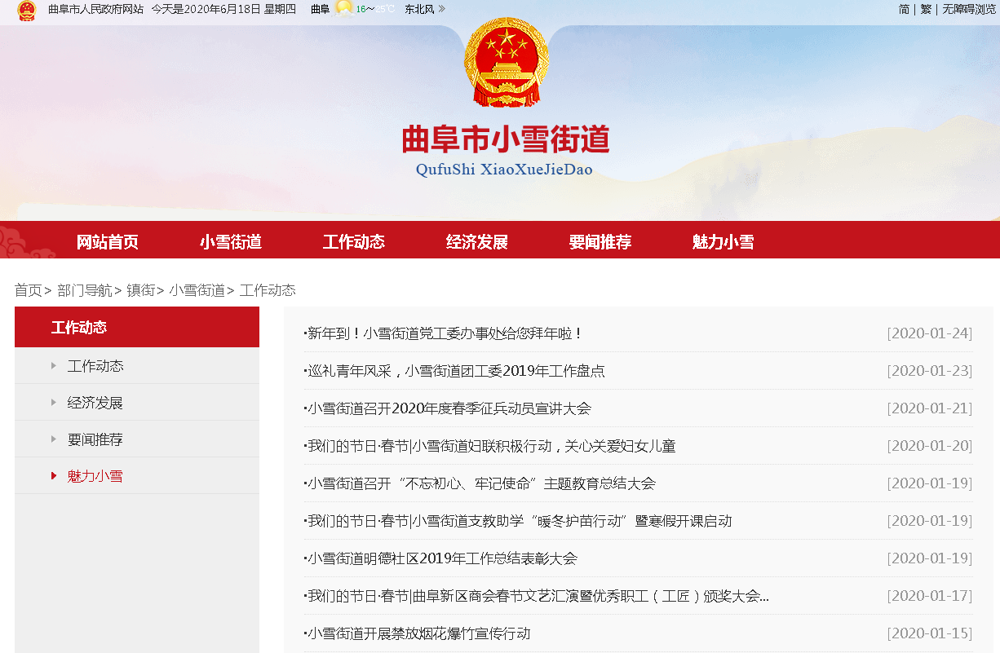 曲阜市人民政府网站 今天是2020年6月18日 星期四 曲阜 16～25℃ 东北风 简 | 繁 | 无障碍浏览
曲阜市小雪街道
QufuShi XiaoXueJieDao
网站首页 小雪街道 工作动态 经济发展 要闻推荐 魅力小雪
首页> 部门导航> 镇街> 小雪街道> 工作动态
工作动态
工作动态
经济发展
要闻推荐
魅力小雪
·新年到！小雪街道党工委办事处给您拜年啦！ [2020-01-24]
·巡礼青年风采，小雪街道团工委2019年工作盘点 [2020-01-23]
·小雪街道召开2020年度春季征兵动员宣讲大会 [2020-01-21]
·我们的节日·春节|小雪街道妇联积极行动，关心关爱妇女儿童 [2020-01-20]
·小雪街道召开“不忘初心、牢记使命”主题教育总结大会 [2020-01-19]
·我们的节日·春节|小雪街道支教助学“暖冬护苗行动”暨寒假开课启动 [2020-01-19]
·小雪街道明德社区2019年工作总结表彰大会 [2020-01-19]
·我们的节日·春节|曲阜新区商会春节文艺汇演暨优秀职工（工匠）颁奖大会... [2020-01-17]
·小雪街道开展禁放烟花爆竹宣传行动 [2020-01-15]